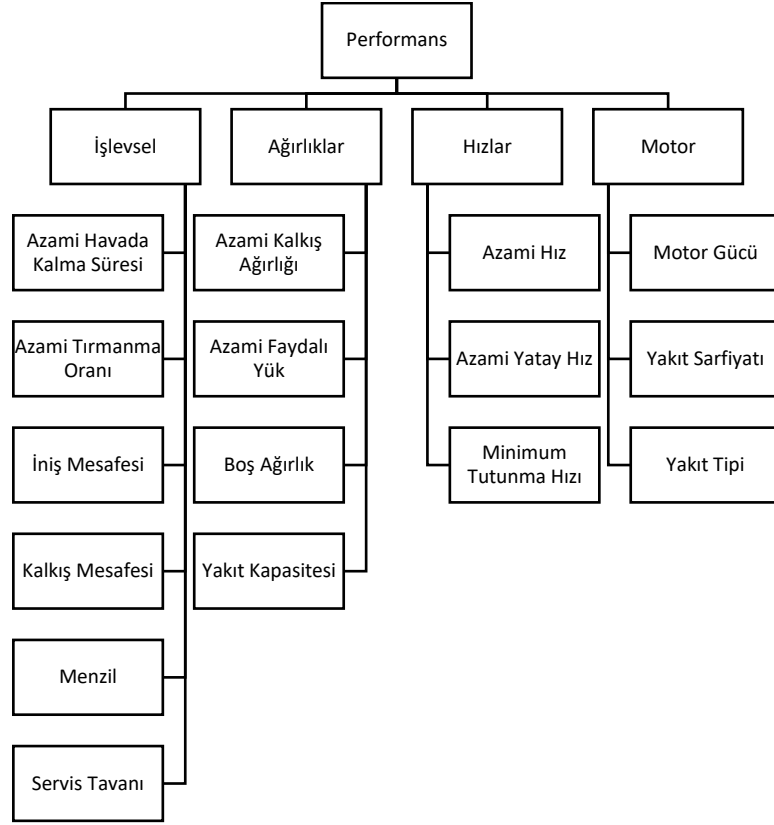 Performans
İşlevsel
Azami Havada
Kalma Süresi
Azami Tırmanma
Oranı
İniş Mesafesi
Kalkış Mesafesi
Menzil
Servis Tavanı
Ağırlıklar
Azami Kalkış
Ağırlığı
Azami Faydalı
Yük
Boş Ağırlık
Yakıt Kapasitesi
Hızlar
Azami Hız
Azami Yatay Hız
Minimum
Tutunma Hızı
Motor
Motor Gücü
Yakıt Sarfiyatı
Yakıt Tipi